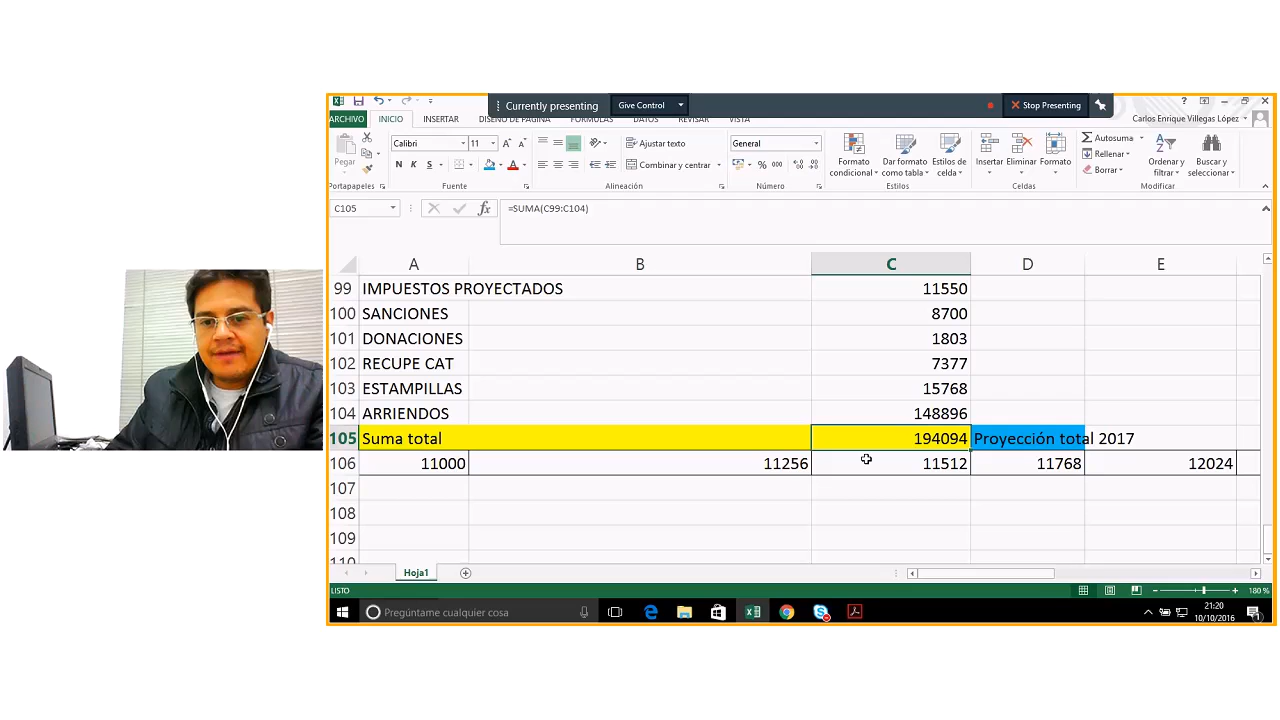 Currently presenting Give Control Stop Presenting
ARCHIVO INICIO INSERTAR DISEÑO DE PÁGINA FÓRMULAS DATOS REVISAR VISTA Carlos Enrique Villegas López
Pegar
Calibri 11
N K S
Ajustar texto
Combinar y centrar
General
% 000
Formato condicional
Dar formato como tabla
Estilos de celda
Insertar Eliminar Formato
Autosuma
Rellenar
Borrar
Ordenar y filtrar
Buscar y seleccionar
Portapapeles Fuente Alineación Número Estilos Celdas Modificar
C105 fx =SUMA(C99:C104)
A B C D E
99 IMPUESTOS PROYECTADOS 11550
100 SANCIONES 8700
101 DONACIONES 1803
102 RECUPE CAT 7377
103 ESTAMPILLAS 15768
104 ARRIENDOS 148896
105 Suma total 194094 Proyección total 2017
106 11000 11256 11512 11768 12024
107
108
109
110
Hoja1
LISTO 180 %
Pregúntame cualquier cosa 21:20
10/10/2016